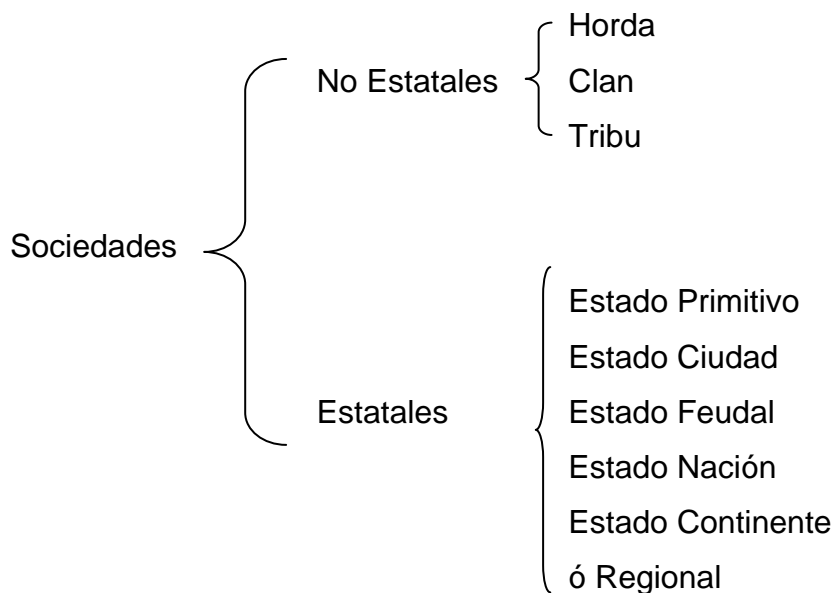 Horda
No Estatales
Clan
Tribu
Sociedades
Estado Primitivo
Estado Ciudad
Estatales
Estado Feudal
Estado Nación
Estado Continente
ó Regional